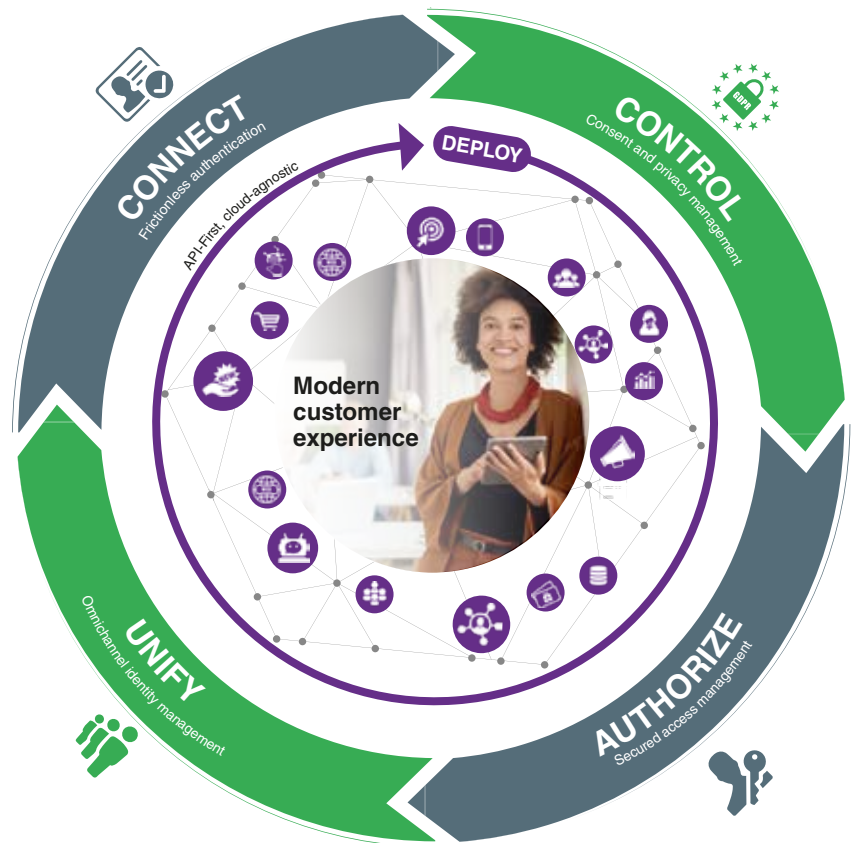 CONNECT
Frictionless authentication
CONTROL
Consent and privacy management
GDPR
DEPLOY
API-First, cloud-agnostic
Modern
customer
experience
UNIFY
Omnichannel identity management
AUTHORIZE
Secured access management